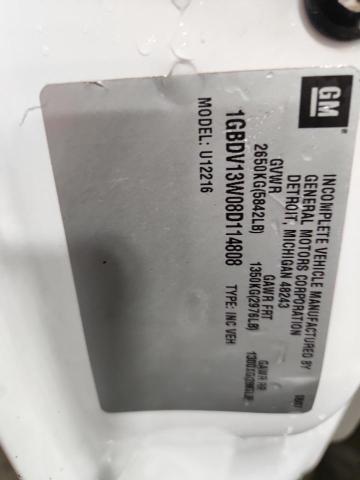 GM
INCOMPLETE VEHICLE MANUFACTURED BY
GENERAL MOTORS CORPORATION
DETROIT, MICHIGAN 48243
GVWR GAWR FRT GAWR RR
2650KG(5842LB) 1350KG(2976LB)
1GBDV13W08D114808 TYPE: INC VEH
MODEL: U12216